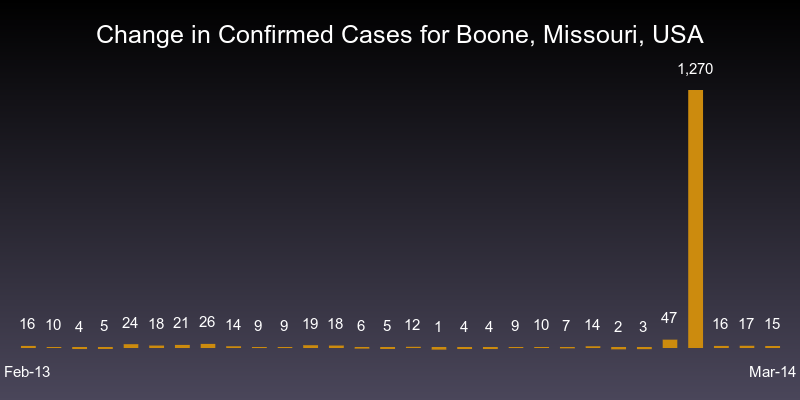 Change in Confirmed Cases for Boone, Missouri, USA
1,270
16 10 4 5 24 18 21 26 14 9 9 19 18 6 5 12 1 4 4 9 10 7 14 2 3 47 16 17 15
Feb-13 Mar-14